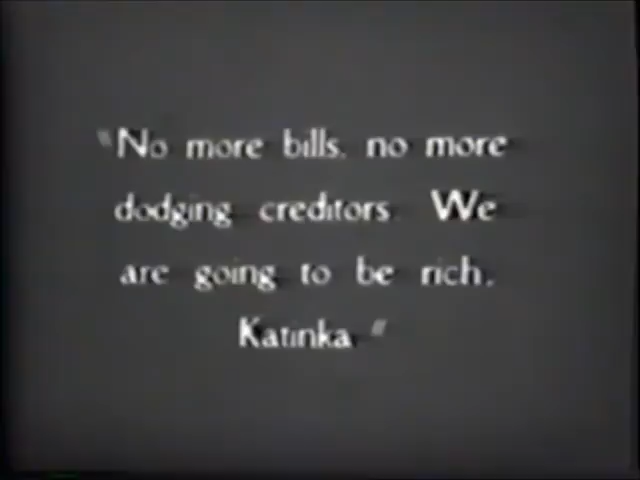 "No more bills, no more
dodging creditors. We
are going to be rich,
Katinka."